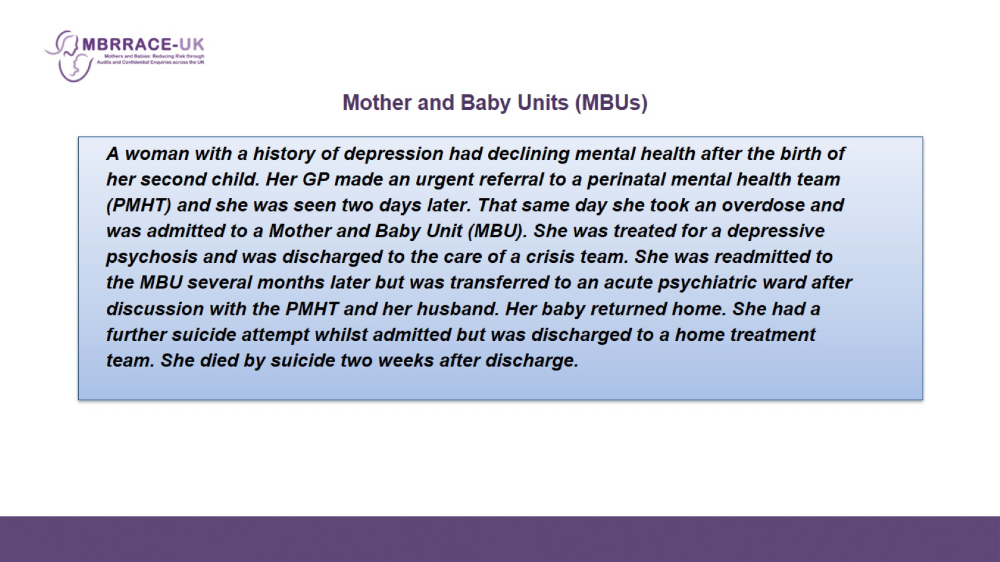 MBRRACE-UK
Mothers and Babies: Reducing Risk through
Audits and Confidential Enquiries across the UK
Mother and Baby Units (MBUs)
A woman with a history of depression had declining mental health after the birth of
her second child. Her GP made an urgent referral to a perinatal mental health team
(PMHT) and she was seen two days later. That same day she took an overdose and
was admitted to a Mother and Baby Unit (MBU). She was treated for a depressive
psychosis and was discharged to the care of a crisis team. She was readmitted to
the MBU several months later but was transferred to an acute psychiatric ward after
discussion with the PMHT and her husband. Her baby returned home. She had a
further suicide attempt whilst admitted but was discharged to a home treatment
team. She died by suicide two weeks after discharge.